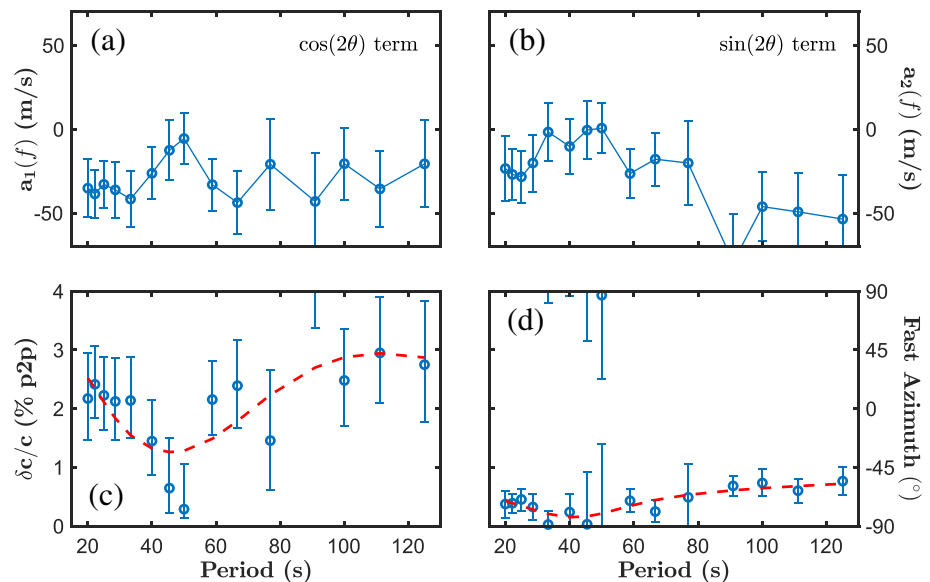 (a)
cos(2θ) term
50
0
-50
a₁(f) (m/s)
(b)
sin(2θ) term
50
0
-50
a₂(f) (m/s)
4
3
2
1
0
δc/c (% p2p)
(c)
20 40 60 80 100 120
Period (s)
(d)
90
45
0
-45
-90
Fast Azimuth (°)
20 40 60 80 100 120
Period (s)